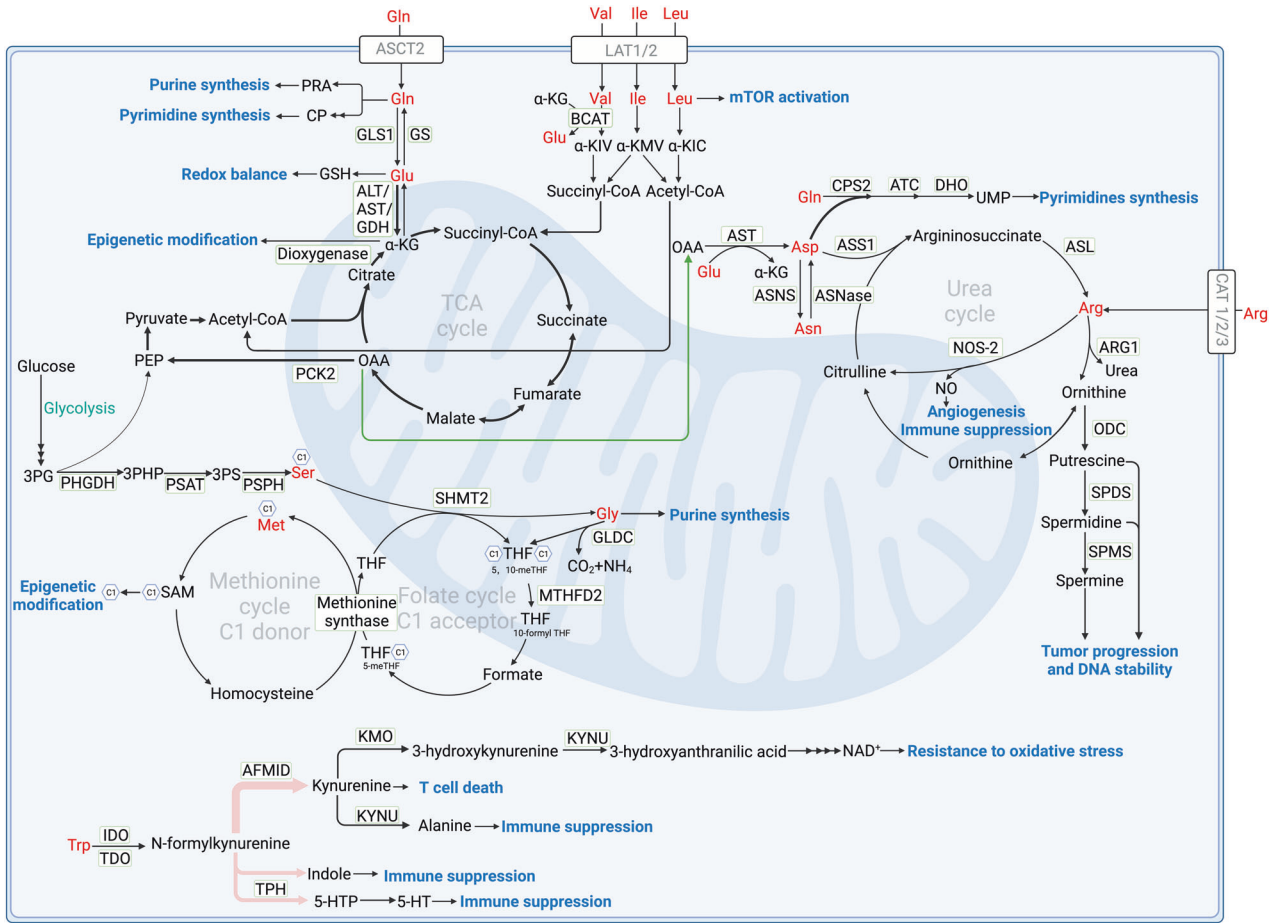 Gln
Val
Ile
Leu
ASCT2
LAT1/2
Purine synthesis
PRA
Gln
Pyrimidine synthesis
CP
GLS1
GS
α-KG
Val
Ile
Leu
mTOR activation
BCAT
Glu
α-KIV
α-KMV
α-KIC
Redox balance
GSH
Glu
ALT/
AST/
GDH
Succinyl-CoA
Acetyl-CoA
Epigenetic modification
α-KG
Succinyl-CoA
Dioxygenase
Citrate
TCA
cycle
Pyruvate
Acetyl-CoA
Succinate
PEP
OAA
PCK2
Fumarate
Malate
Glucose
Glycolysis
OAA
AST
Glu
α-KG
Gln
CPS2
ATC
DHO
UMP
Pyrimidines synthesis
Asp
ASS1
Argininosuccinate
ASL
ASNS
ASNase
Asn
Urea
cycle
Arg
CAT 1/2/3
Arg
NOS-2
ARG1
Urea
Citrulline
NO
Ornithine
Angiogenesis
Immune suppression
ODC
Ornithine
Putrescine
SPDS
Spermidine
SPMS
Spermine
Tumor progression
and DNA stability
3PG
PHGDH
3PHP
PSAT
3PS
PSPH
C1
Ser
SHMT2
Gly
Purine synthesis
GLDC
CO₂+NH₄
C1
Met
THF
C1
THF
C1
5, 10-meTHF
MTHFD2
Epigenetic
modification
C1
C1
SAM
Methionine
cycle
C1 donor
Methionine
synthase
Folate cycle
C1 acceptor
THF
10-formyl THF
THF
C1
5-meTHF
Formate
Homocysteine
KMO
3-hydroxykynurenine
KYNU
3-hydroxyanthranilic acid
NAD⁺
Resistance to oxidative stress
AFMID
Kynurenine
T cell death
KYNU
Alanine
Immune suppression
Trp
IDO
TDO
N-formylkynurenine
Indole
Immune suppression
TPH
5-HTP
5-HT
Immune suppression